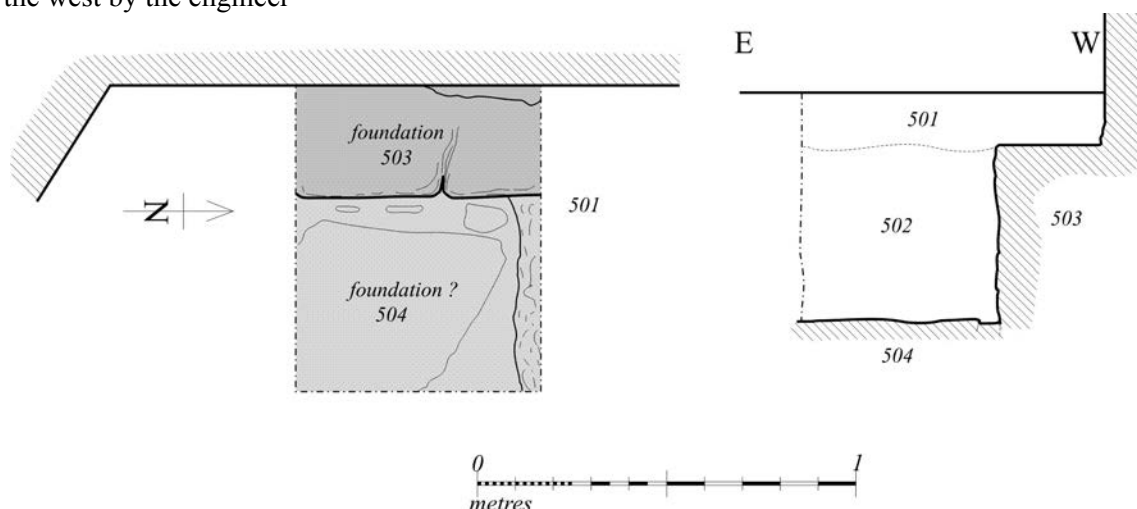 the west by the engineer
E
W
501
foundation
503
N
501
502
503
foundation ?
504
504
0
1
metres